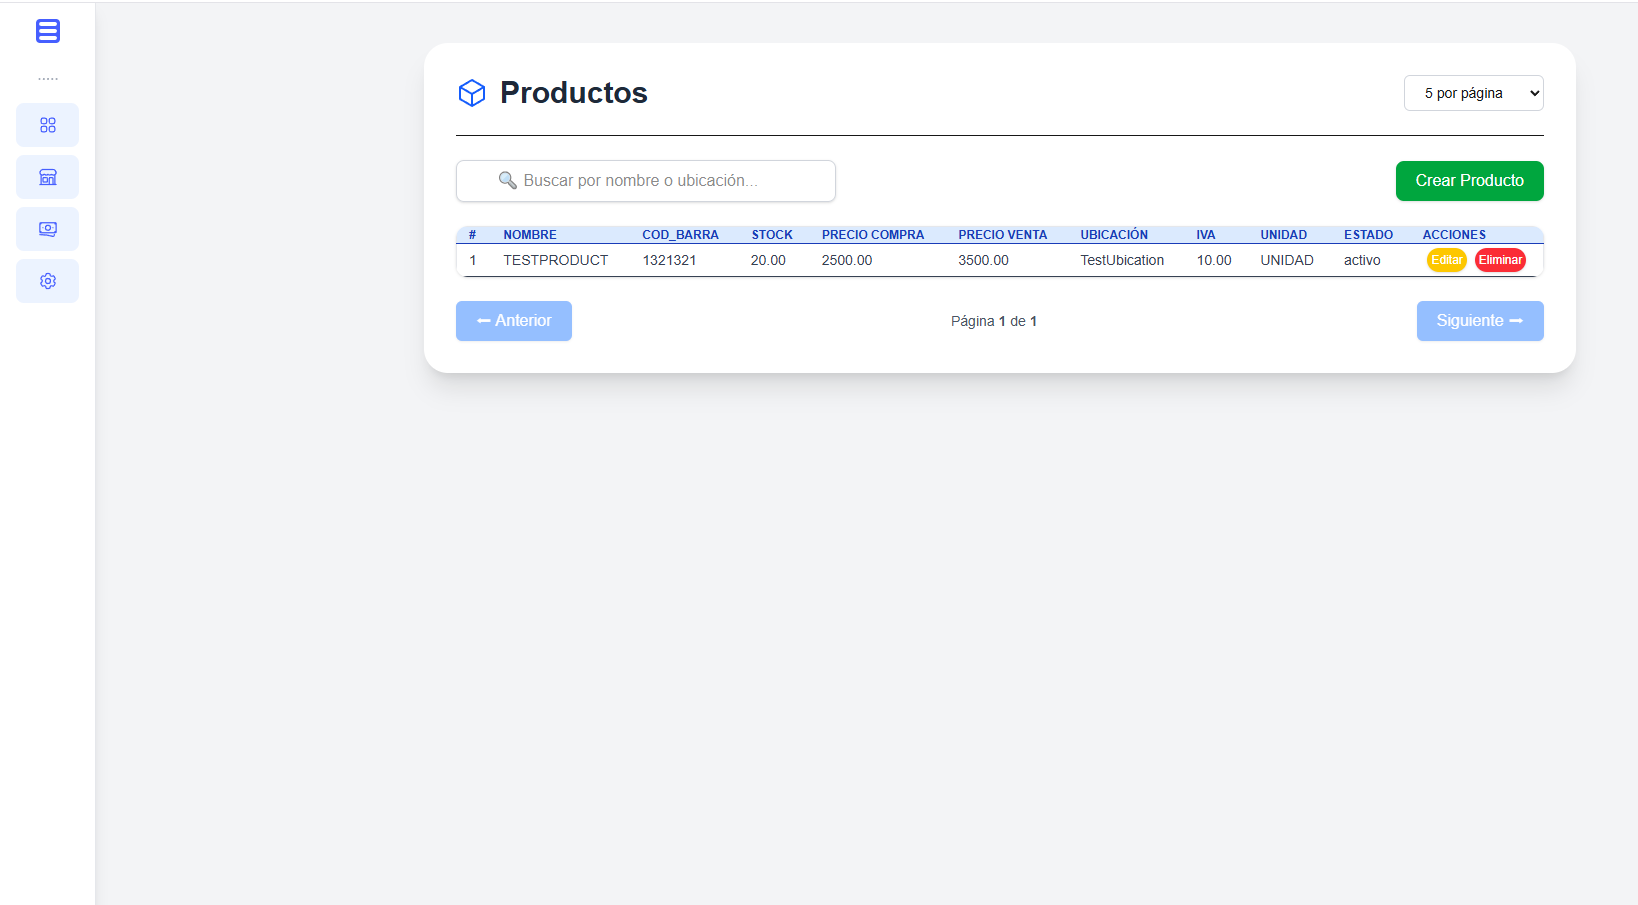 .....
Productos
5 por página
🔍 Buscar por nombre o ubicación...
Crear Producto
# NOMBRE COD_BARRA STOCK PRECIO COMPRA PRECIO VENTA UBICACIÓN IVA UNIDAD ESTADO ACCIONES
1 TESTPRODUCT 1321321 20.00 2500.00 3500.00 TestUbication 10.00 UNIDAD activo Editar Eliminar
⬅ Anterior
Página 1 de 1
Siguiente ➡